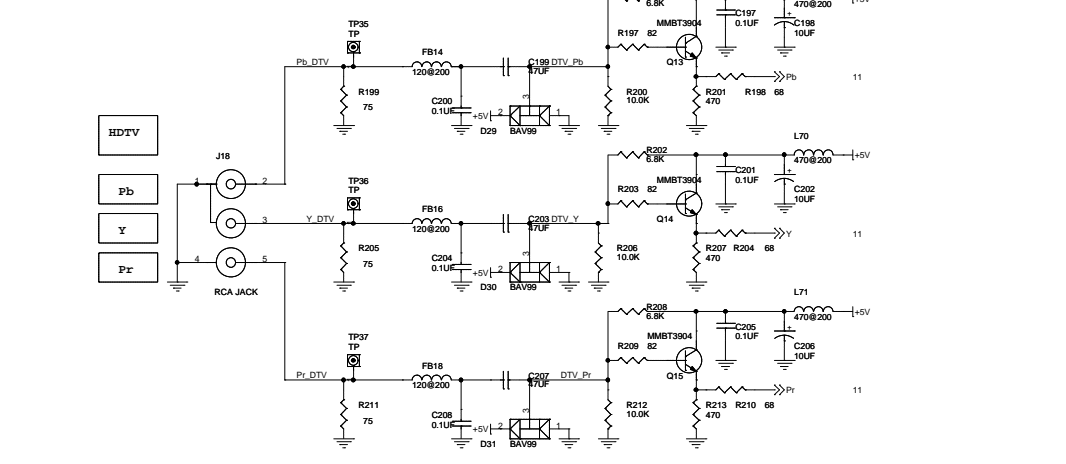 6.8K
C197
0.1UF
470@200
C198
10UF
TP35
TP
MMBT3904
R197 82
FB14
Pb_DTV
120@200
C199 DTV_Pb
47UF
Q13
Pb
11
R199
75
C200
0.1UF
+5V
2
3
1
D29
BAV99
R200
10.0K
R201
470
R198 68
HDTV
Pb
Y
Pr
J18
1
2
3
4
5
RCA JACK
TP36
TP
R202
6.8K
L70
470@200
+5V
MMBT3904
R203 82
C201
0.1UF
C202
10UF
FB16
Y_DTV
120@200
C203 DTV_Y
47UF
Q14
Y
11
R205
75
C204
0.1UF
+5V
2
3
1
D30
BAV99
R206
10.0K
R207
470
R204 68
TP37
TP
R208
6.8K
L71
470@200
+5V
MMBT3904
R209 82
C205
0.1UF
C206
10UF
FB18
Pr_DTV
120@200
C207 DTV_Pr
47UF
Q15
Pr
11
R211
75
C208
0.1UF
+5V
2
3
1
D31
BAV99
R212
10.0K
R213
470
R210 68